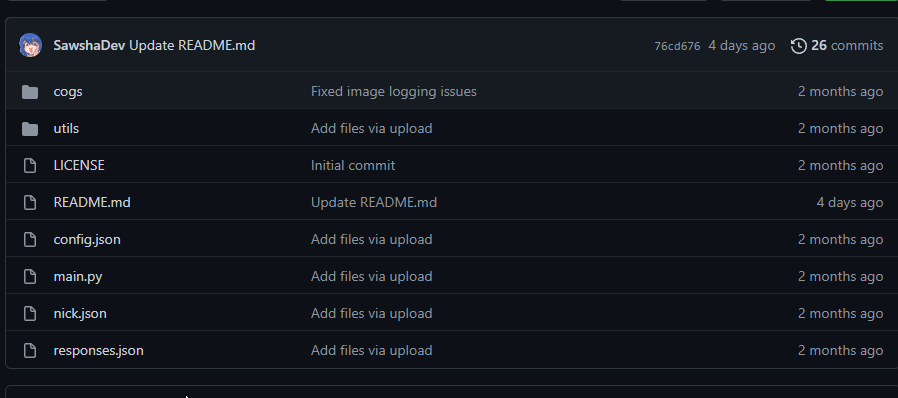 SawshaDev Update README.md 76cd676 4 days ago 26 commits
cogs Fixed image logging issues 2 months ago
utils Add files via upload 2 months ago
LICENSE Initial commit 2 months ago
README.md Update README.md 4 days ago
config.json Add files via upload 2 months ago
main.py Add files via upload 2 months ago
nick.json Add files via upload 2 months ago
responses.json Add files via upload 2 months ago